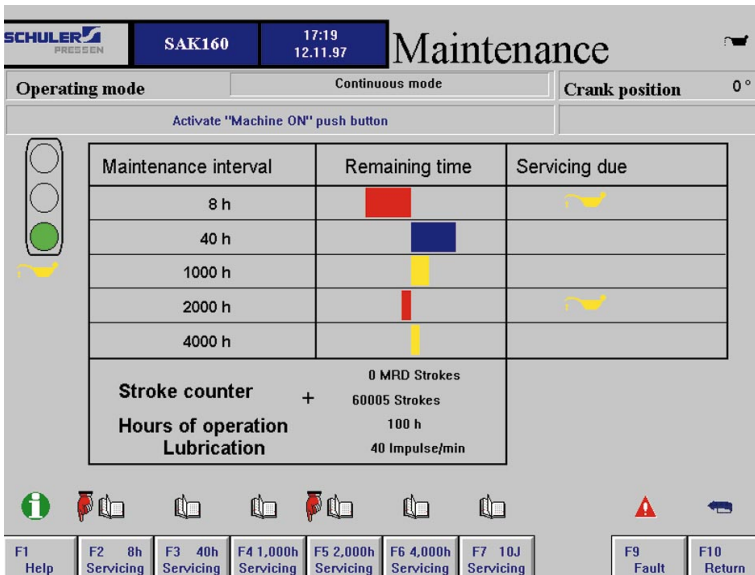 SCHULER
PRESSEN
SAK160
17:19
12.11.97
Maintenance
Operating mode
Continuous mode
Crank position
0°
Activate "Machine ON" push button
Maintenance interval
Remaining time
Servicing due
8 h
40 h
1000 h
2000 h
4000 h
Stroke counter
+
0 MRD Strokes
60005 Strokes
Hours of operation
100 h
Lubrication
40 Impulse/min
F1
Help
F2 8h
Servicing
F3 40h
Servicing
F4 1,000h
Servicing
F5 2,000h
Servicing
F6 4,000h
Servicing
F7 10J
Servicing
F9
Fault
F10
Return